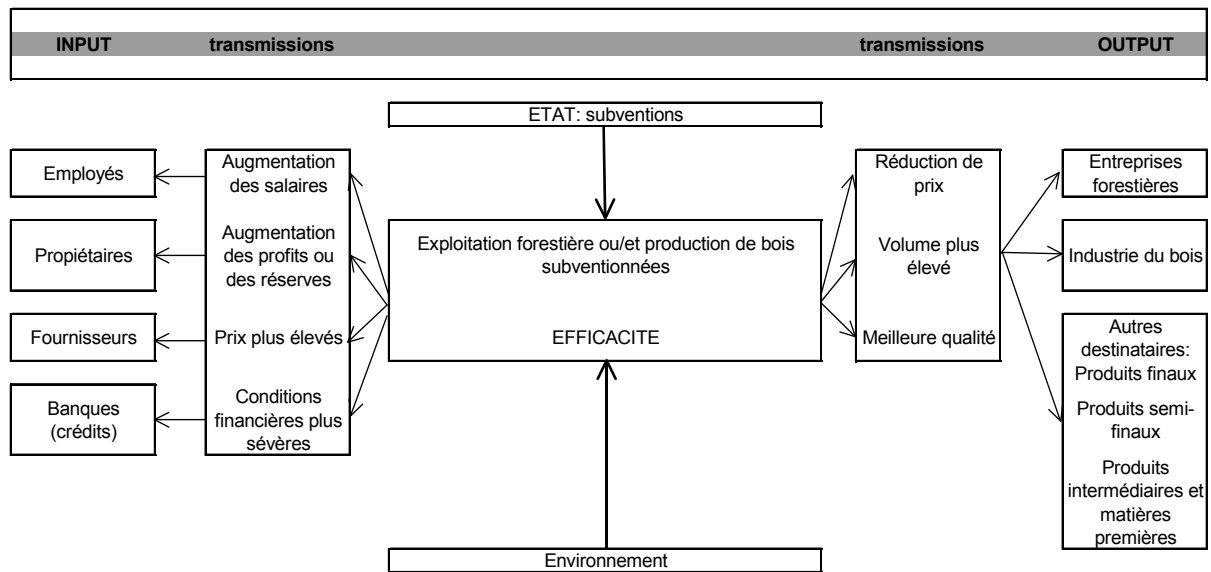 INPUT transmissions transmissions OUTPUT
ETAT: subventions
Employés
Propiétaires
Fournisseurs
Banques
(crédits)
Augmentation
des salaires
Augmentation
des profits ou
des réserves
Prix plus élevés
Conditions
financières plus
sévères
Exploitation forestière ou/et production de bois
subventionnées
EFFICACITE
Réduction de
prix
Volume plus
élevé
Meilleure qualité
Entreprises
forestières
Industrie du bois
Autres
destinataires:
Produits finaux
Produits semi-
finaux
Produits
intermédiaires et
matières
premières
Environnement